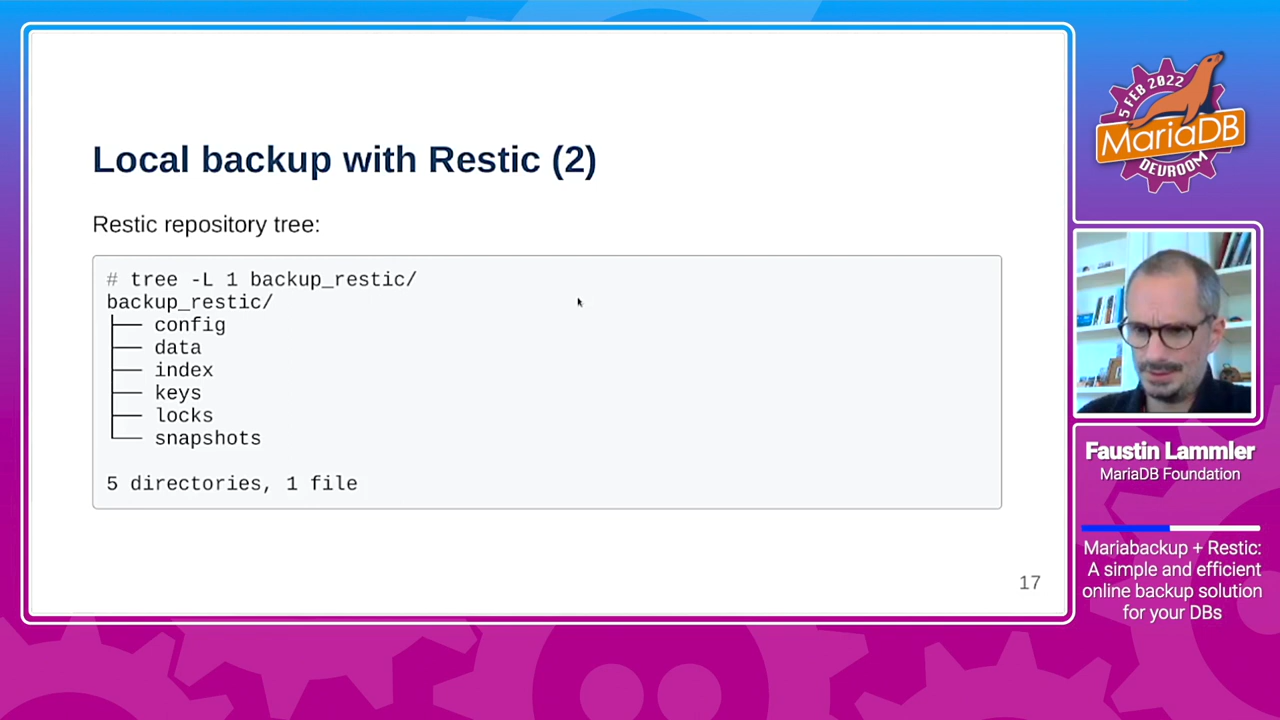 Local backup with Restic (2)
Restic repository tree:
# tree -L 1 backup_restic/
backup_restic/
├── config
├── data
├── index
├── keys
├── locks
└── snapshots
5 directories, 1 file
17
5 FEB 2022
MariaDB
DEVROOM
Faustin Lammler
MariaDB Foundation
Mariabackup + Restic:
A simple and efficient
online backup solution
for your DBs